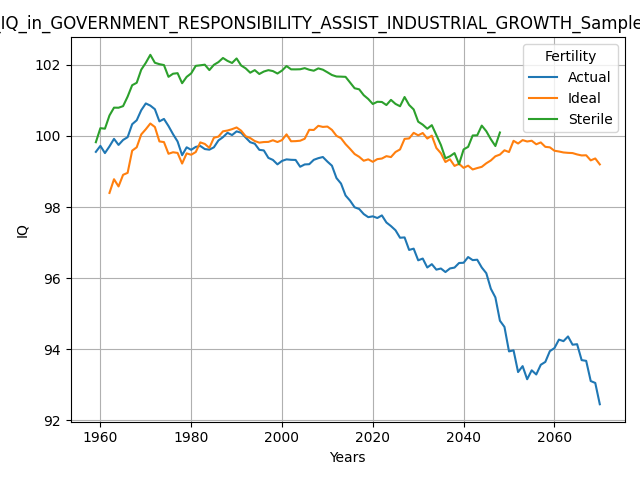 IQ_in_GOVERNMENT_RESPONSIBILITY_ASSIST_INDUSTRIAL_GROWTH_Sample
Fertility
Actual
Ideal
Sterile
IQ
102
100
98
96
94
92
1960
1980
2000
2020
2040
2060
Years